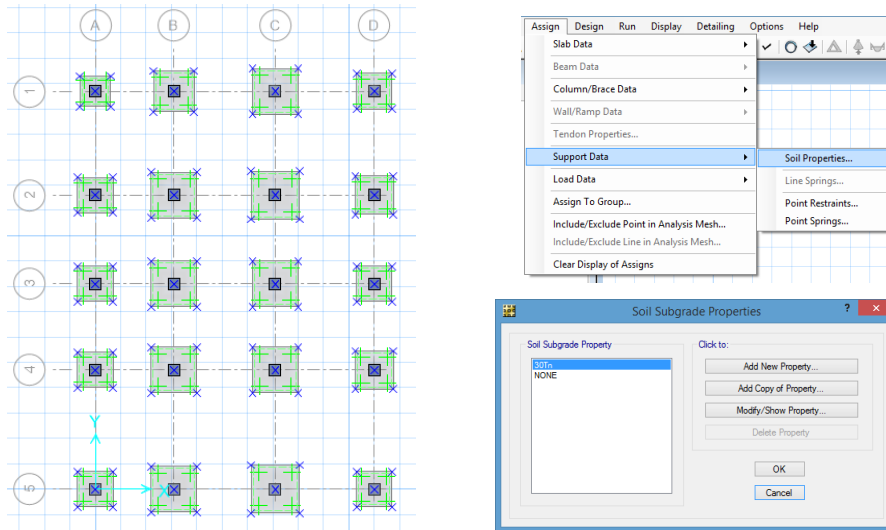 A B C D
1
2
3
4
5
Y
X
Assign Design Run Display Detailing Options Help
Slab Data
Beam Data
Column/Brace Data
Wall/Ramp Data
Tendon Properties...
Support Data
Load Data
Assign To Group...
Include/Exclude Point in Analysis Mesh...
Include/Exclude Line in Analysis Mesh...
Clear Display of Assigns
Soil Properties...
Line Springs...
Point Restraints...
Point Springs...
Soil Subgrade Properties
Soil Subgrade Property
30Tn
NONE
Click to:
Add New Property...
Add Copy of Property...
Modify/Show Property...
Delete Property
OK
Cancel